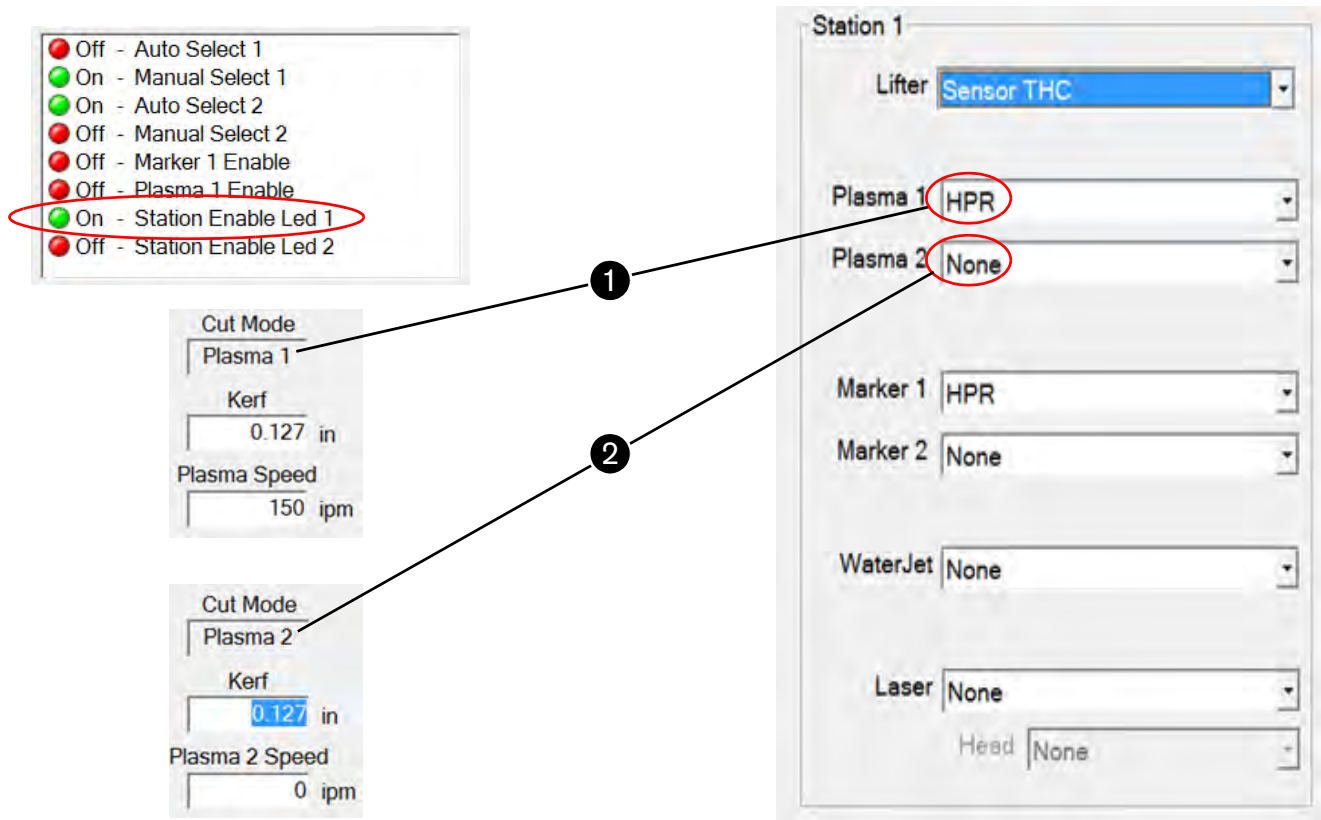 Off - Auto Select 1
On - Manual Select 1
On - Auto Select 2
Off - Manual Select 2
Off - Marker 1 Enable
Off - Plasma 1 Enable
On - Station Enable Led 1
Off - Station Enable Led 2
Cut Mode
Plasma 1
Kerf
0.127 in
Plasma Speed
150 ipm
Cut Mode
Plasma 2
Kerf
0.127 in
Plasma 2 Speed
0 ipm
1
2
Station 1
Lifter Sensor THC
Plasma 1 HPR
Plasma 2 None
Marker 1 HPR
Marker 2 None
WaterJet None
Laser None
Head None